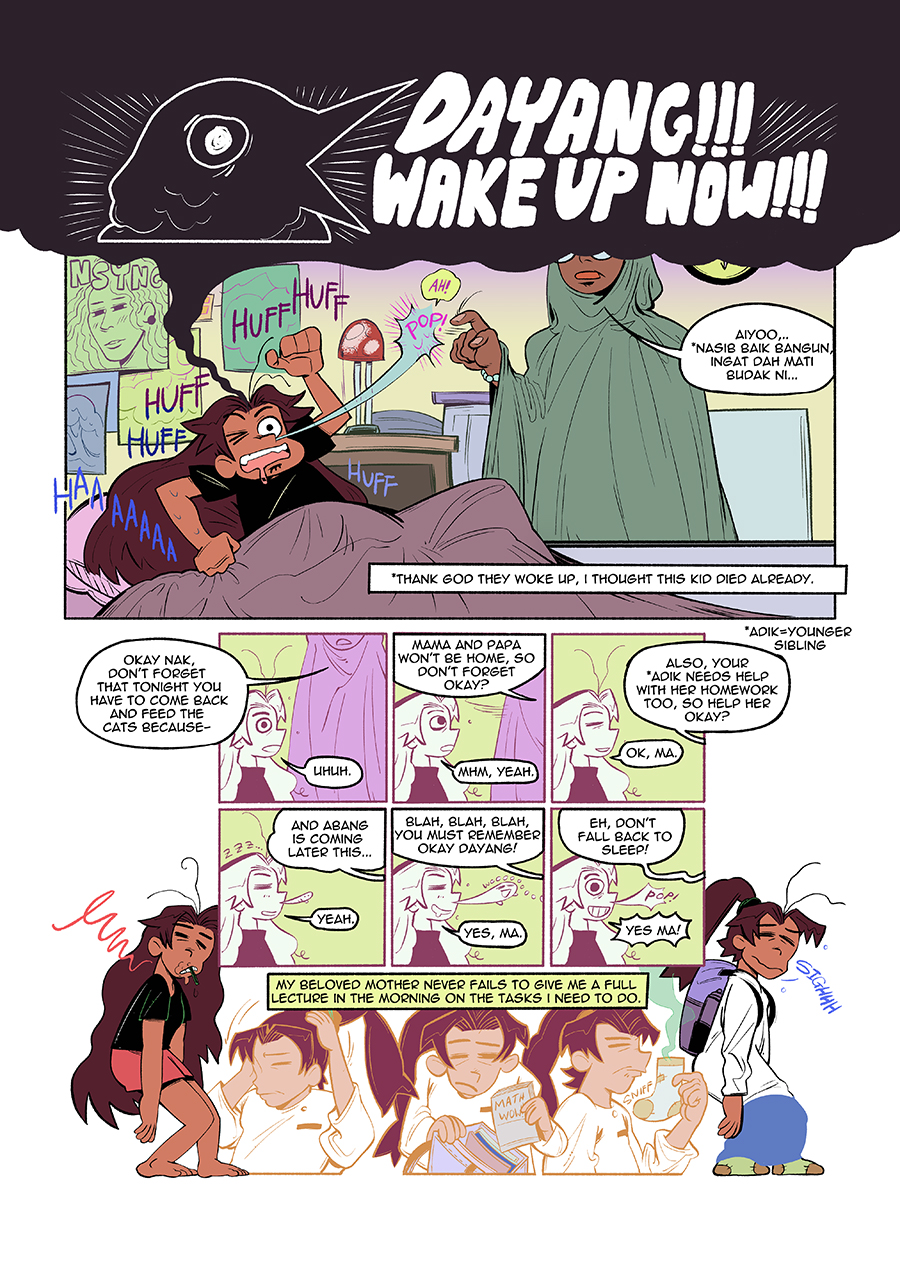 DAYANG!!!
WAKE UP NOW!!!
NSYNC
HUFF
HUFF
AH!
POP!
AIYOO,..
*NASIB BAIK BANGUN,
INGAT DAH MATI
BUDAK NI...
HUFF
HUFF
HUFF
HAA AAAAA
*THANK GOD THEY WOKE UP, I THOUGHT THIS KID DIED ALREADY.
*ADIK=YOUNGER
SIBLING
OKAY NAK,
DON'T FORGET
THAT TONIGHT YOU
HAVE TO COME BACK
AND FEED THE
CATS BECAUSE-
UHUH.
MAMA AND PAPA
WON'T BE HOME, SO
DON'T FORGET
OKAY?
MHM, YEAH.
ALSO, YOUR
*ADIK NEEDS HELP
WITH HER HOMEWORK
TOO, SO HELP HER
OKAY?
OK, MA.
ZZZ...
AND ABANG
IS COMING
LATER THIS...
YEAH.
BLAH, BLAH, BLAH,
YOU MUST REMEMBER
OKAY DAYANG!
YES, MA.
EH, DON'T
FALL BACK TO
SLEEP!
POP!
YES MA!
MY BELOVED MOTHER NEVER FAILS TO GIVE ME A FULL
LECTURE IN THE MORNING ON THE TASKS I NEED TO DO.
MATH
WOW
SNIFF
SIGHHH